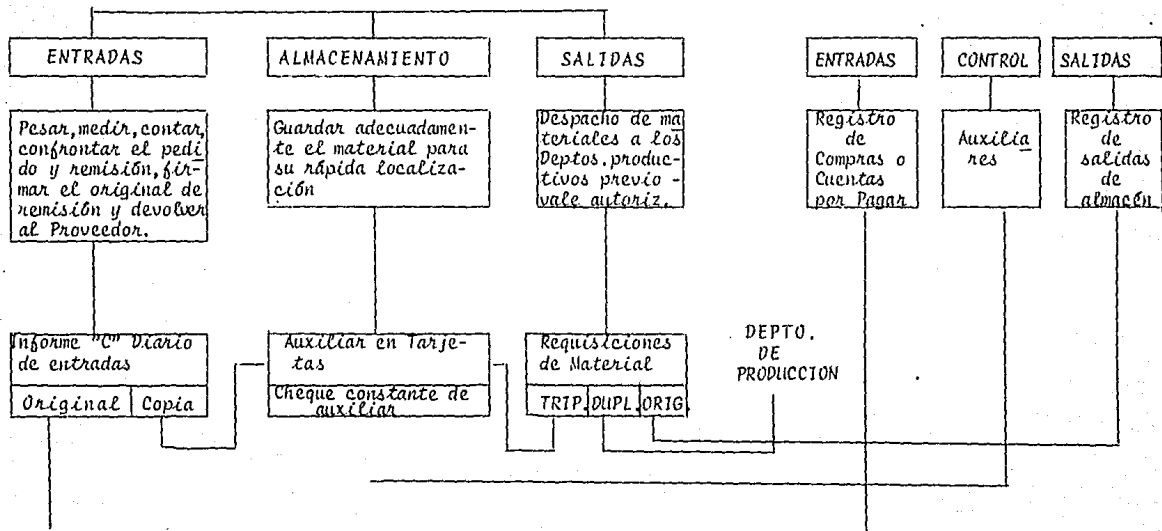 ENTRADAS
ALMACENAMIENTO
SALIDAS
ENTRADAS
CONTROL
SALIDAS
Pesar, medir, contar,
confrontar el pedi
do y remisión, fir-
mar el original de
remisión y devolver
al Proveedor.
Guardar adecuadamen-
te el material para
su rápida localiza-
ción
Despacho de ma
teriales a los
Deptos. produc-
tivos previo -
vale autoriz.
Registro
de
Compras o
Cuentas
por Pagar
Auxilia
res
Registro
de
salidas
de
almacén
Informe "C" Diario
de entradas
Original
Copia
Auxiliar en Tarje-
tas
Cheque constante de
auxiliar
Requisiciones
de Material
TRIP.
DUPL.
ORIG.
DEPTO.
DE
PRODUCCION